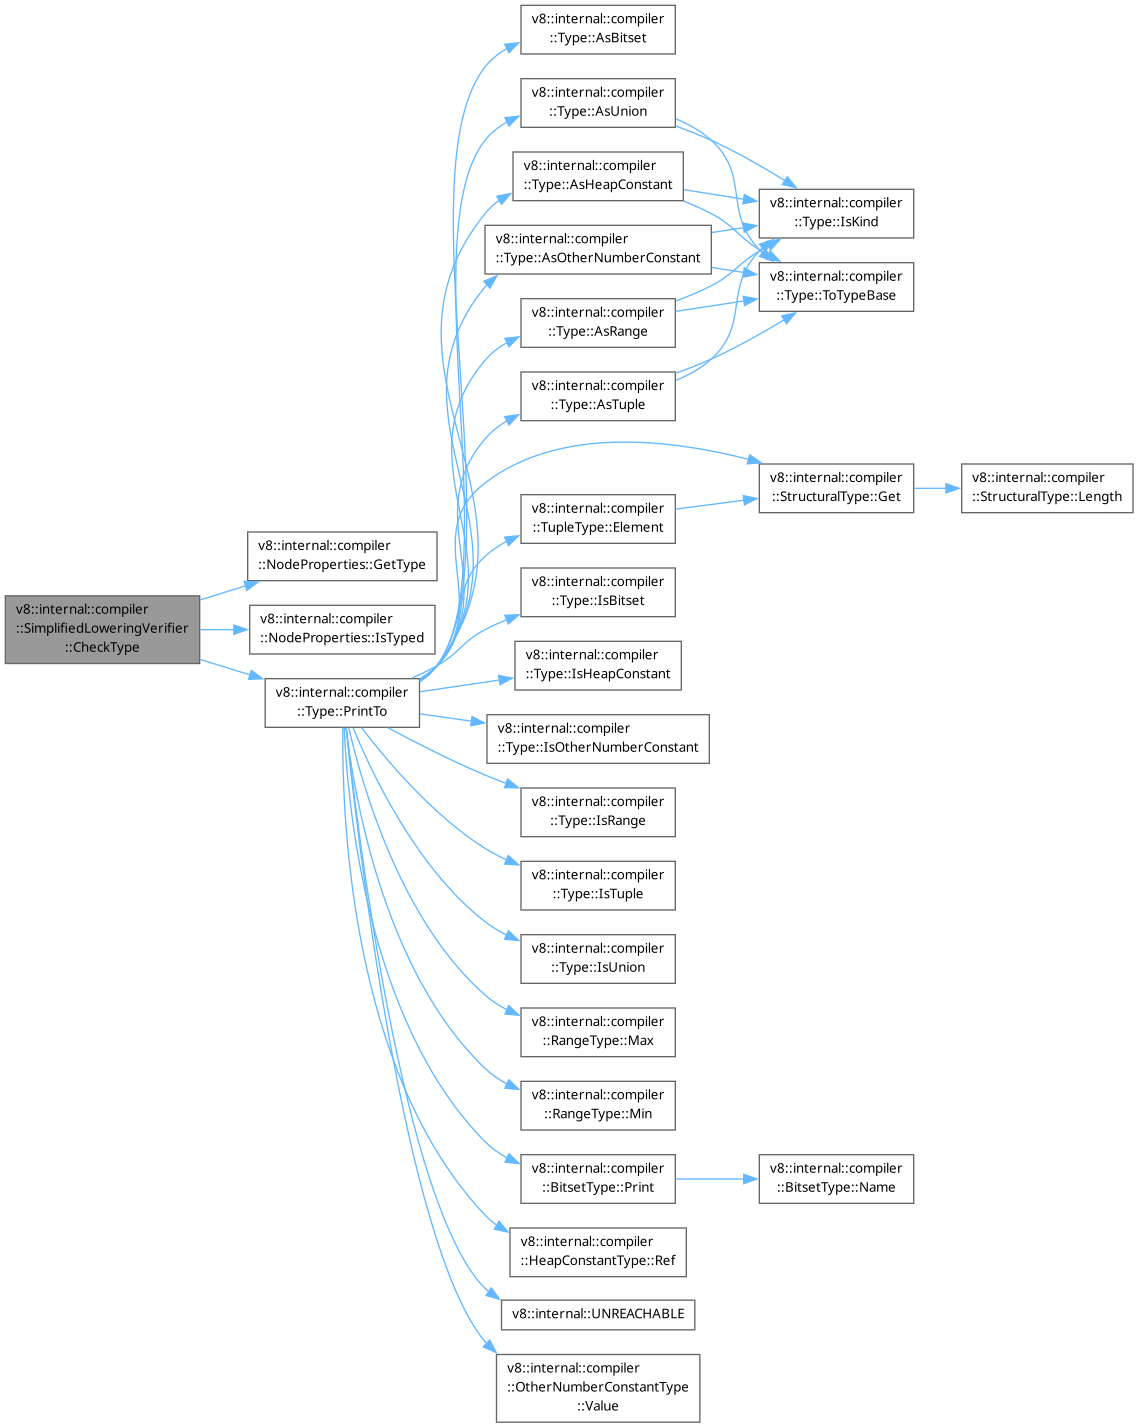 v8::internal::compiler
::SimplifiedLoweringVerifier
::CheckType
v8::internal::compiler
::NodeProperties::GetType
v8::internal::compiler
::NodeProperties::IsTyped
v8::internal::compiler
::Type::PrintTo
v8::internal::compiler
::Type::AsBitset
v8::internal::compiler
::Type::AsUnion
v8::internal::compiler
::Type::AsHeapConstant
v8::internal::compiler
::Type::AsOtherNumberConstant
v8::internal::compiler
::Type::AsRange
v8::internal::compiler
::Type::AsTuple
v8::internal::compiler
::TupleType::Element
v8::internal::compiler
::Type::IsBitset
v8::internal::compiler
::Type::IsHeapConstant
v8::internal::compiler
::Type::IsOtherNumberConstant
v8::internal::compiler
::Type::IsRange
v8::internal::compiler
::Type::IsTuple
v8::internal::compiler
::Type::IsUnion
v8::internal::compiler
::RangeType::Max
v8::internal::compiler
::RangeType::Min
v8::internal::compiler
::BitsetType::Print
v8::internal::compiler
::HeapConstantType::Ref
v8::internal::UNREACHABLE
v8::internal::compiler
::OtherNumberConstantType
::Value
v8::internal::compiler
::Type::IsKind
v8::internal::compiler
::Type::ToTypeBase
v8::internal::compiler
::StructuralType::Get
v8::internal::compiler
::BitsetType::Name
v8::internal::compiler
::StructuralType::Length